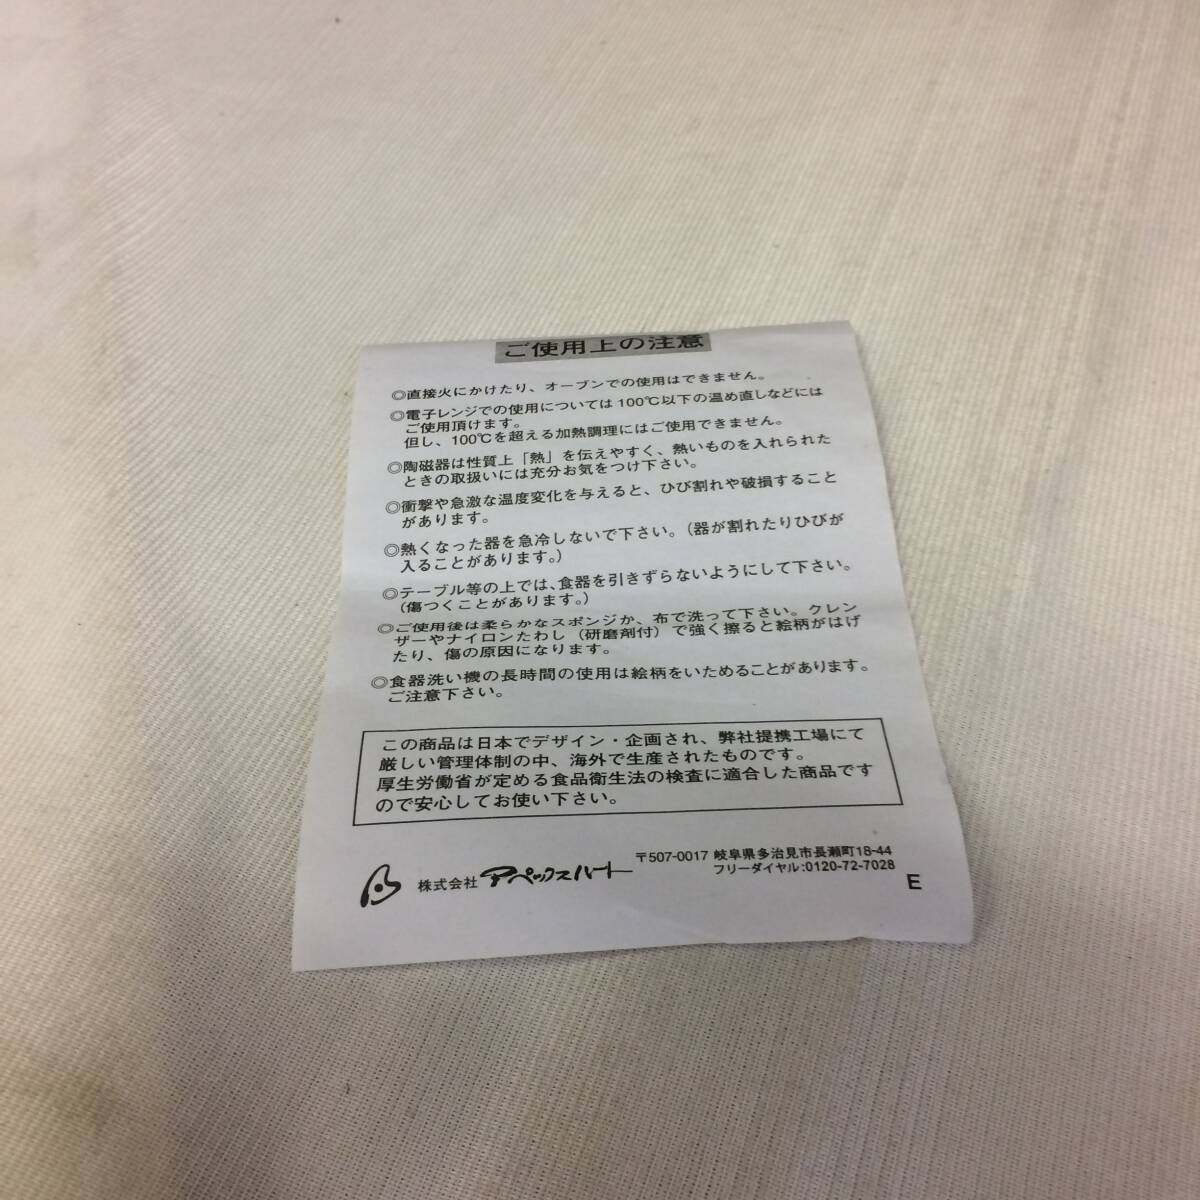 ご使用上の注意
◎直接火にかけたり、オーブンでの使用はできません。
◎電子レンジでの使用については100℃以下の温め直しなどには
ご使用頂けます。
但し、100℃を超える加熱調理にはご使用できません。
◎陶磁器は性質上「熱」を伝えやすく、熱いものを入れられた
ときの取扱いには充分お気をつけ下さい。
◎衝撃や急激な温度変化を与えると、ひび割れや破損すること
があります。
◎熱くなった器を急冷しないで下さい。(器が割れたりひびが
入ることがあります。)
◎テーブル等の上では、食器を引きずらないようにして下さい。
(傷つくことがあります。)
◎ご使用後は柔らかなスポンジか、布で洗って下さい。クレン
ザーやナイロンたわし(研磨剤付)で強く擦ると絵柄がはげ
たり、傷の原因になります。
◎食器洗い機の長時間の使用は絵柄をいためることがあります。
ご注意下さい。
この商品は日本でデザイン・企画され、弊社提携工場にて
厳しい管理体制の中、海外で生産されたものです。
厚生労働省が定める食品衛生法の検査に適合した商品です
ので安心してお使い下さい。
株式会社 アペックスハート
〒507-0017 岐阜県多治見市長瀬町18-44
フリーダイヤル:0120-72-7028
E